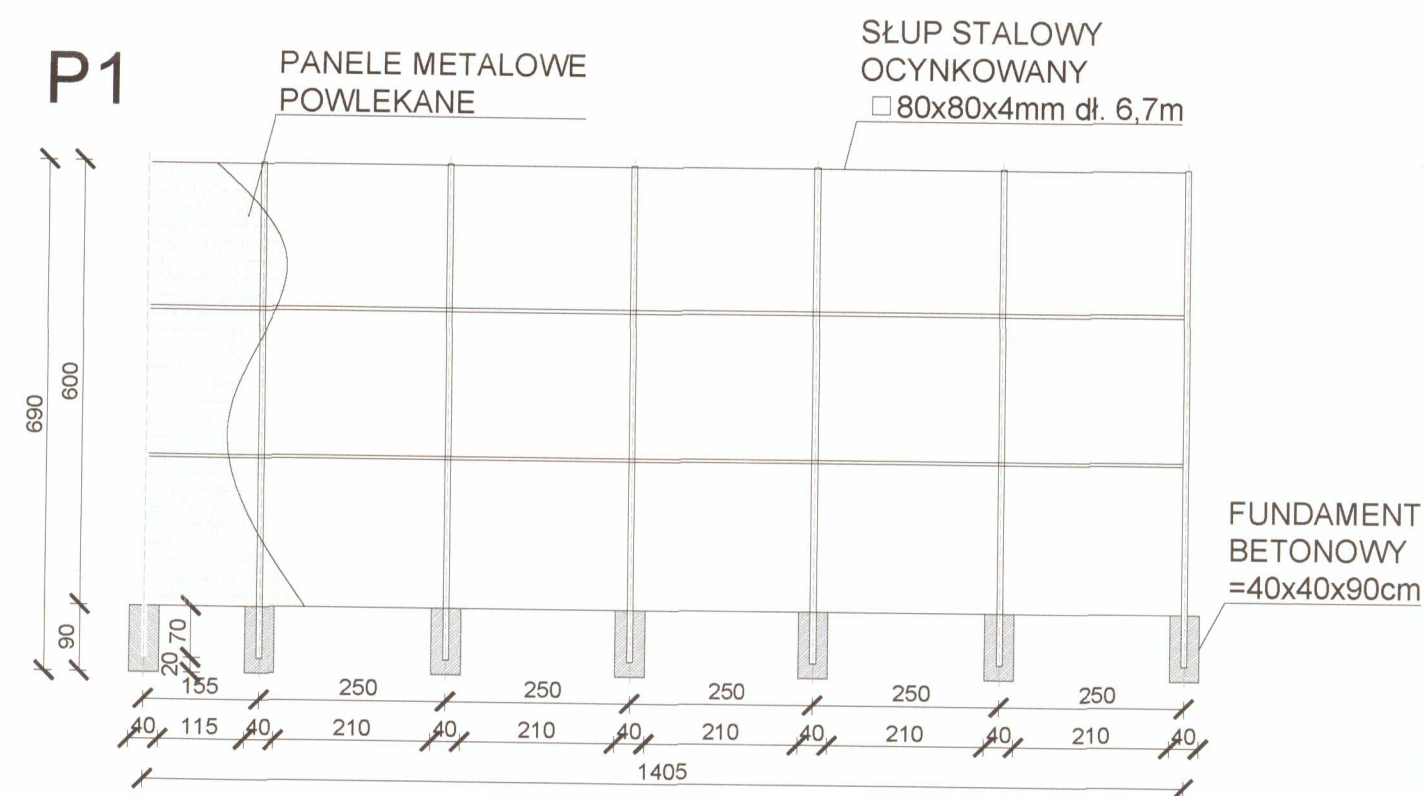 P1
PANELE METALOWE
POWLEKANE
SŁUP STALOWY
OCYNKOWANY
□ 80x80x4mm dł. 6,7m
690
600
90
70
20
FUNDAMENT
BETONOWY
=40x40x90cm
155 250 250 250 250 250
40 115 40 210 40 210 40 210 40 210 40 210 40
1405